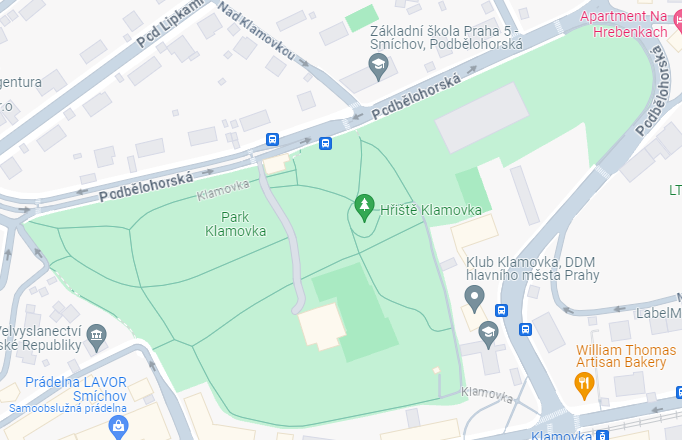 Nad Klamovkou
Pod Lipkami
Apartment Na
Hrebenkach
Základní škola Praha 5 -
Smíchov, Podbělohorská
gentura
r.o
Podbělohorská
Podbělohorská
Podbělohorská
Klamovka
LT
Park
Klamovka
Hřiště Klamovka
Klub Klamovka, DDM
hlavního města Prahy
LabelM
Velvyslanectví
ské Republiky
William Thomas
Artisan Bakery
Prádelna LAVOR
Smíchov
Samoobslužná prádelna
Klamovka
Klamovka